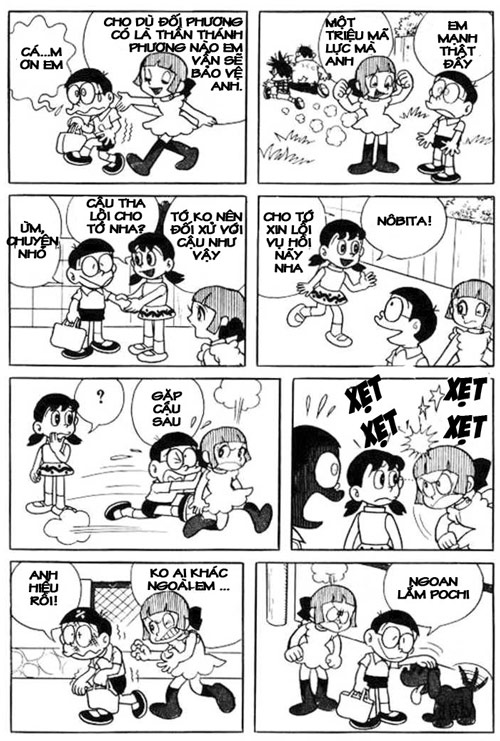 EM
MẠNH
THẬT
ĐẤY
MỘT
TRIỆU MÃ
LỰC MÀ
ANH
CHO DÙ ĐỐI PHƯƠNG
CÓ LÀ THẦN THÁNH
PHƯƠNG NÀO EM
VẪN SẼ
BẢO VỆ
ANH.
CÁ...M
ƠN EM
NÔBITA!
CHO TỚ
XIN LỖI
VỤ HỒI
NÃY
NHA
TỚ KO NÊN
ĐỐI XỬ VỚI
CẬU NHƯ
VẬY
CẬU THA
LỖI CHO
TỚ NHA?
ỪM,
CHUYỆN
NHỎ
XẸT
XẸT
XẸT
XẸT
GẶP
CẬU
SAU
?
NGOAN
LẮM POCHI
KO AI KHÁC
NGOÀI EM ...
ANH
HIỂU
RỒI!